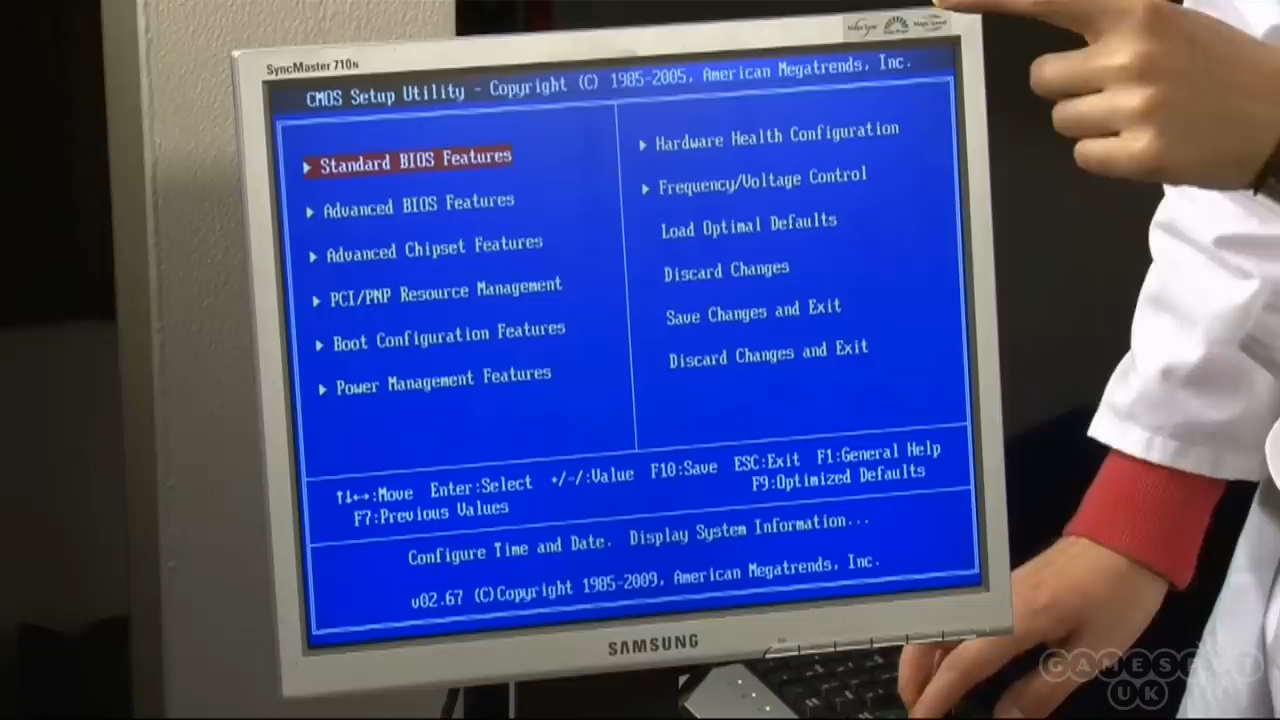 SyncMaster 710N
MagicTune
MagicBright
MagicSpeed
CMOS Setup Utility - Copyright (C) 1985-2005, American Megatrends, Inc.
Standard BIOS Features
Advanced BIOS Features
Advanced Chipset Features
PCI/PNP Resource Management
Boot Configuration Features
Power Management Features
Hardware Health Configuration
Frequency/Voltage Control
Load Optimal Defaults
Discard Changes
Save Changes and Exit
Discard Changes and Exit
↑↓←→:Move Enter:Select +/-/:Value F10:Save ESC:Exit F1:General Help
F7:Previous Values F9:Optimized Defaults
Configure Time and Date. Display System Information...
v02.67 (C)Copyright 1985-2009, American Megatrends, Inc.
SAMSUNG
GAMESPOT
UK